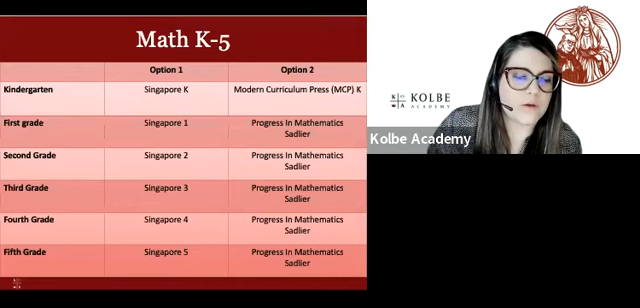 Math K-5
Option 1 Option 2
Kindergarten Singapore K Modern Curriculum Press (MCP) K
First grade Singapore 1 Progress In Mathematics
Sadlier
Second Grade Singapore 2 Progress In Mathematics
Sadlier
Third Grade Singapore 3 Progress In Mathematics
Sadlier
Fourth Grade Singapore 4 Progress In Mathematics
Sadlier
Fifth Grade Singapore 5 Progress In Mathematics
Sadlier
KOLBE
ACADEMY
Kolbe Academy